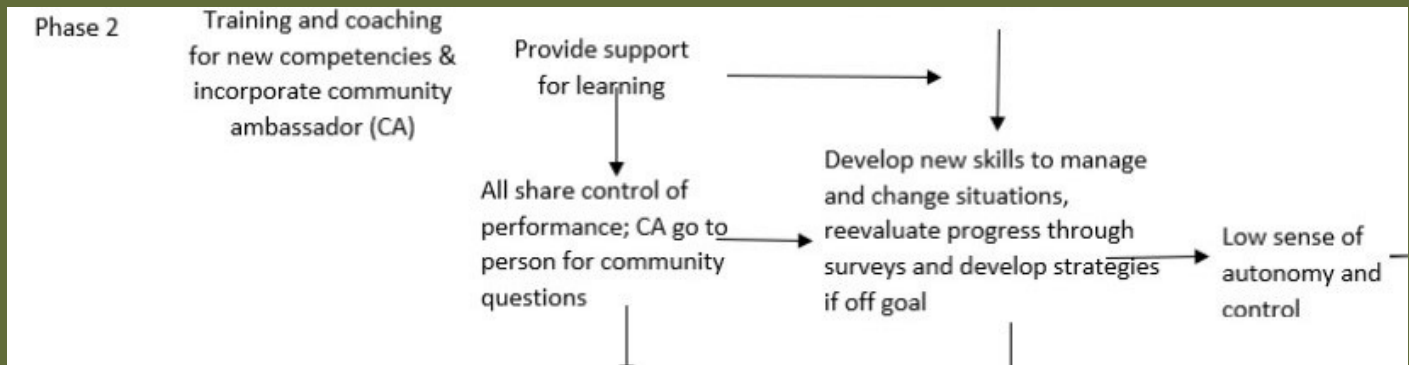 Phase 2
Training and coaching
for new competencies &
incorporate community
ambassador (CA)
Provide support
for learning
All share control of
performance; CA go to
person for community
questions
Develop new skills to manage
and change situations,
reevaluate progress through
surveys and develop strategies
if off goal
Low sense of
autonomy and
control